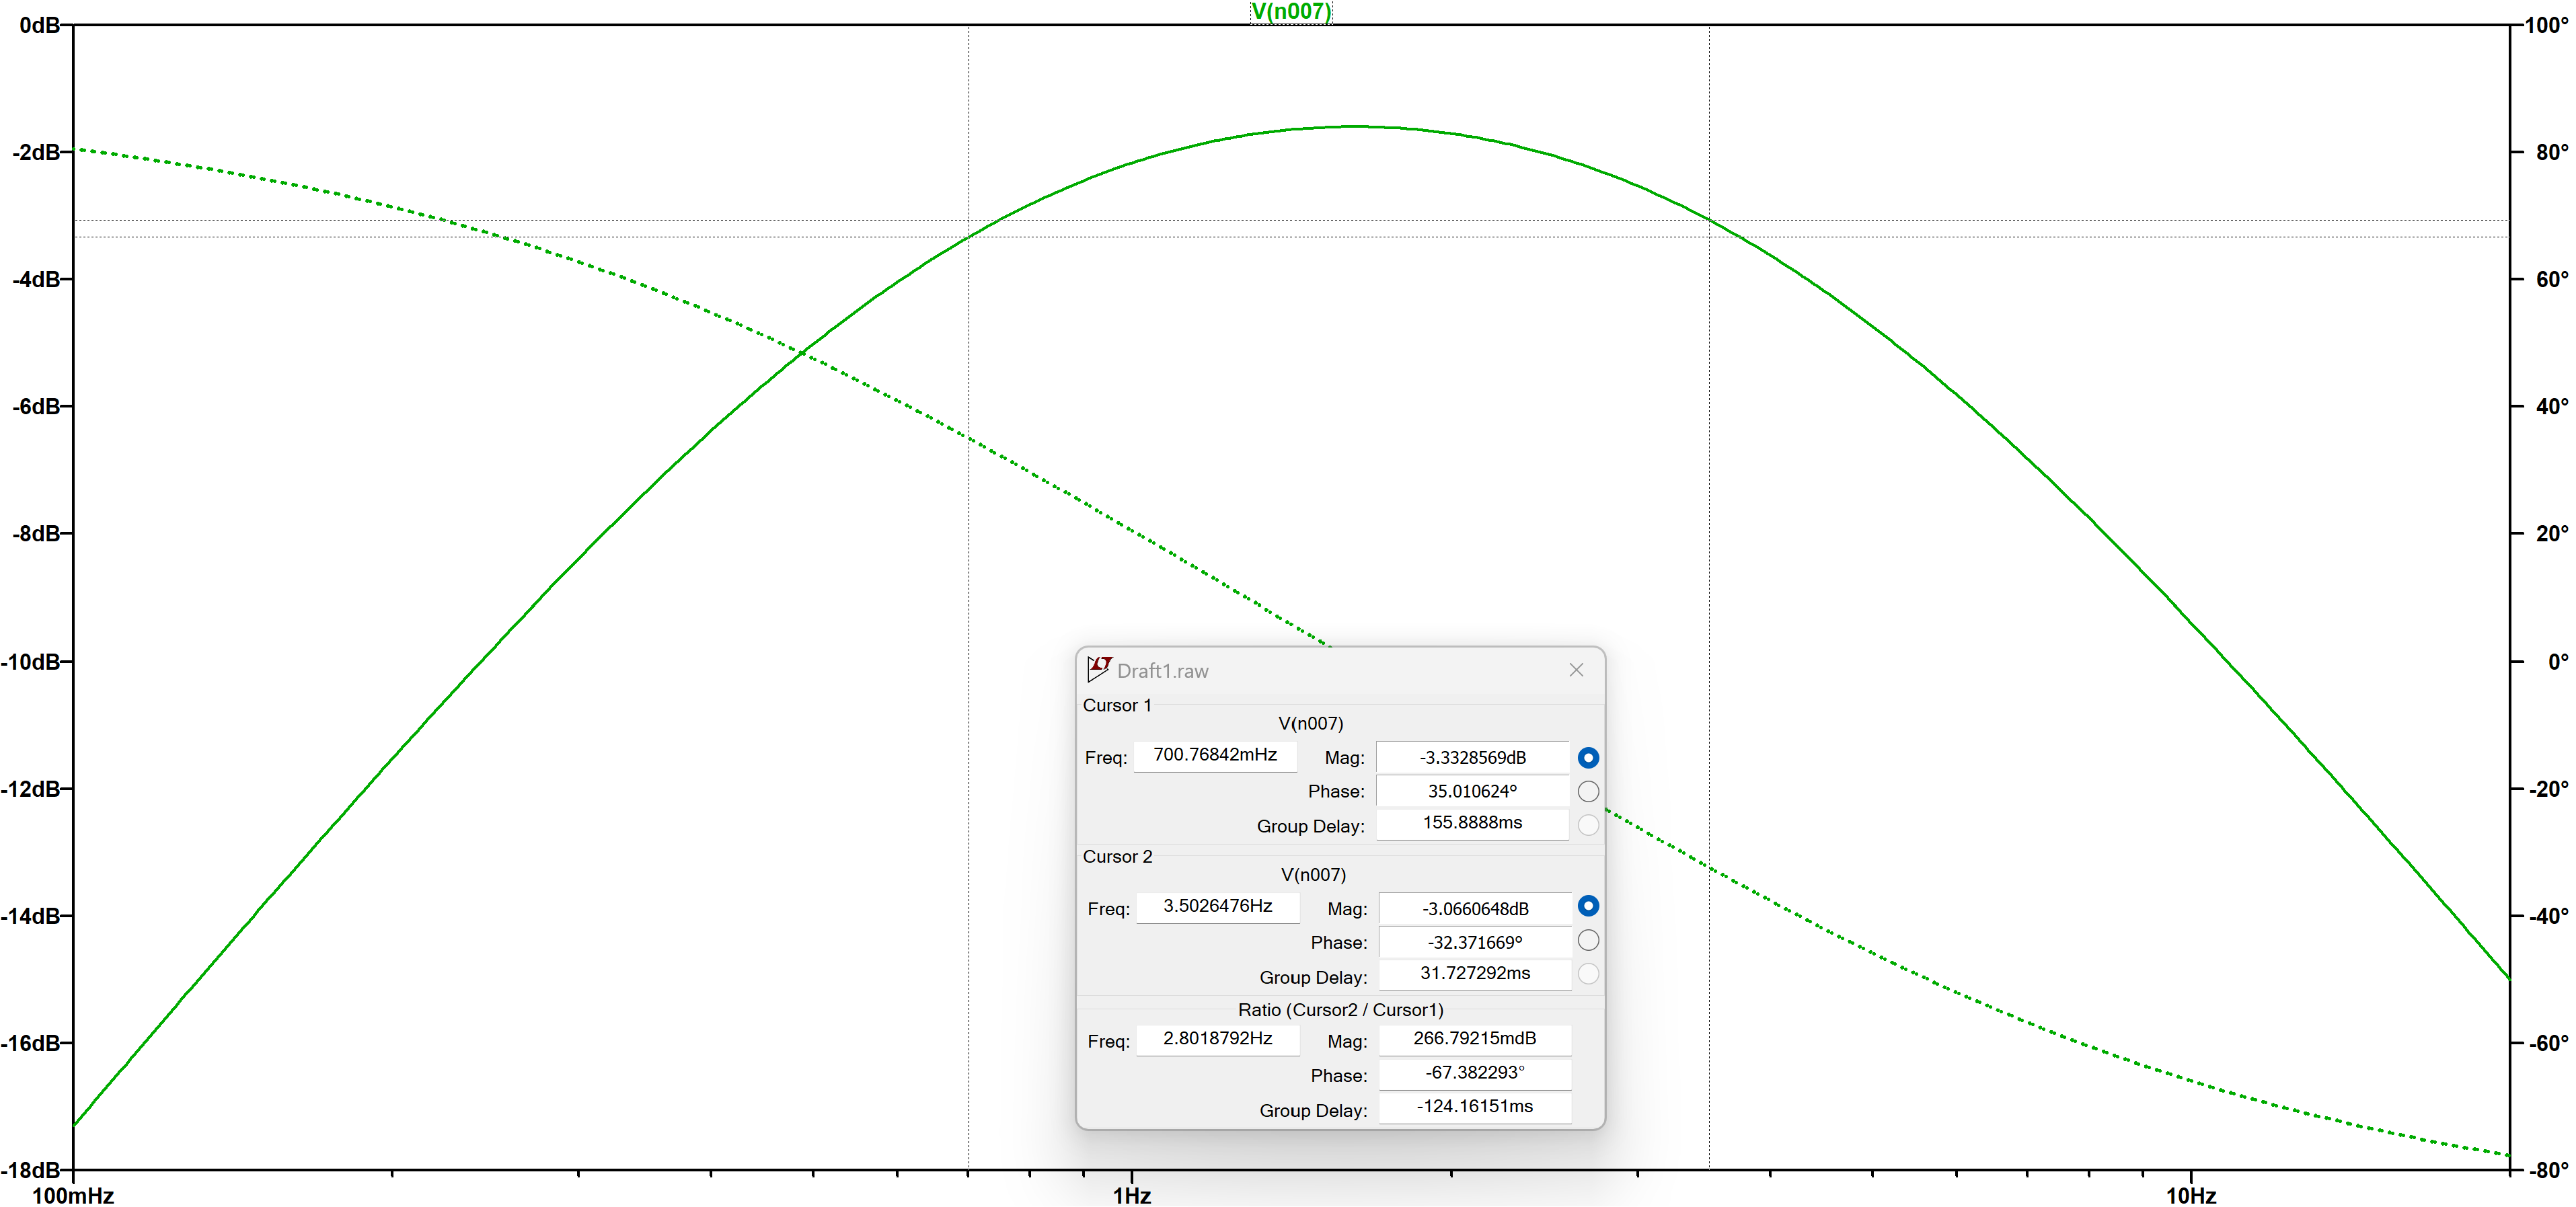 V(n007)
0dB
-2dB
-4dB
-6dB
-8dB
-10dB
-12dB
-14dB
-16dB
-18dB
100°
80°
60°
40°
20°
0°
-20°
-40°
-60°
-80°
100mHz
1Hz
10Hz
Draft1.raw
Cursor 1
V(n007)
Freq: 700.76842mHz Mag: -3.3328569dB
Phase: 35.010624°
Group Delay: 155.8888ms
Cursor 2
V(n007)
Freq: 3.5026476Hz Mag: -3.0660648dB
Phase: -32.371669°
Group Delay: 31.727292ms
Ratio (Cursor2 / Cursor1)
Freq: 2.8018792Hz Mag: 266.79215mdB
Phase: -67.382293°
Group Delay: -124.16151ms